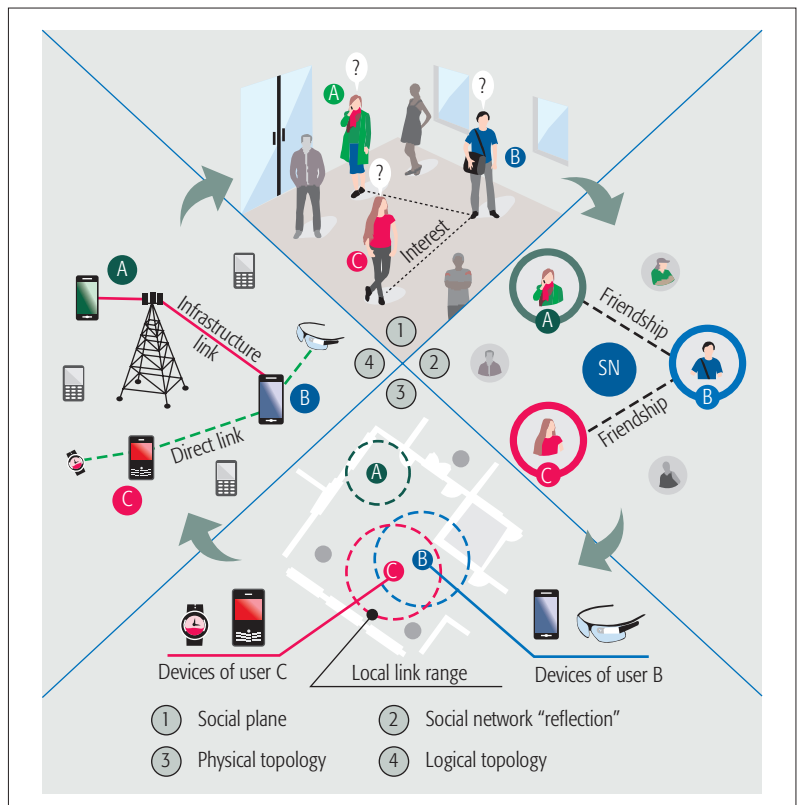 ?
A
?
B
?
C
Interest
A
Infrastructure
link
B
Direct link
C
1
4
2
3
A
Friendship
SN
B
Friendship
C
A
B
C
Devices of user C
Local link range
Devices of user B
1 Social plane
2 Social network “reflection”
3 Physical topology
4 Logical topology